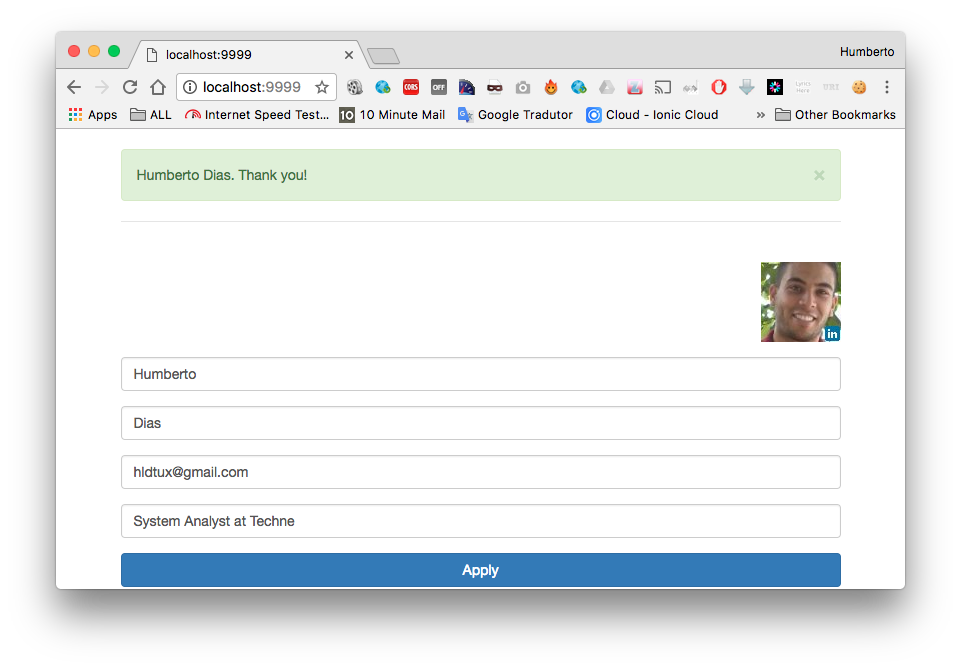 localhost:9999
Humberto
localhost:9999
CORS
OFF
Apps
ALL
Internet Speed Test...
10
10 Minute Mail
Google Tradutor
Cloud - Ionic Cloud
»
Other Bookmarks
Humberto Dias. Thank you!
×
in
Humberto
Dias
hldtux@gmail.com
System Analyst at Techne
Apply